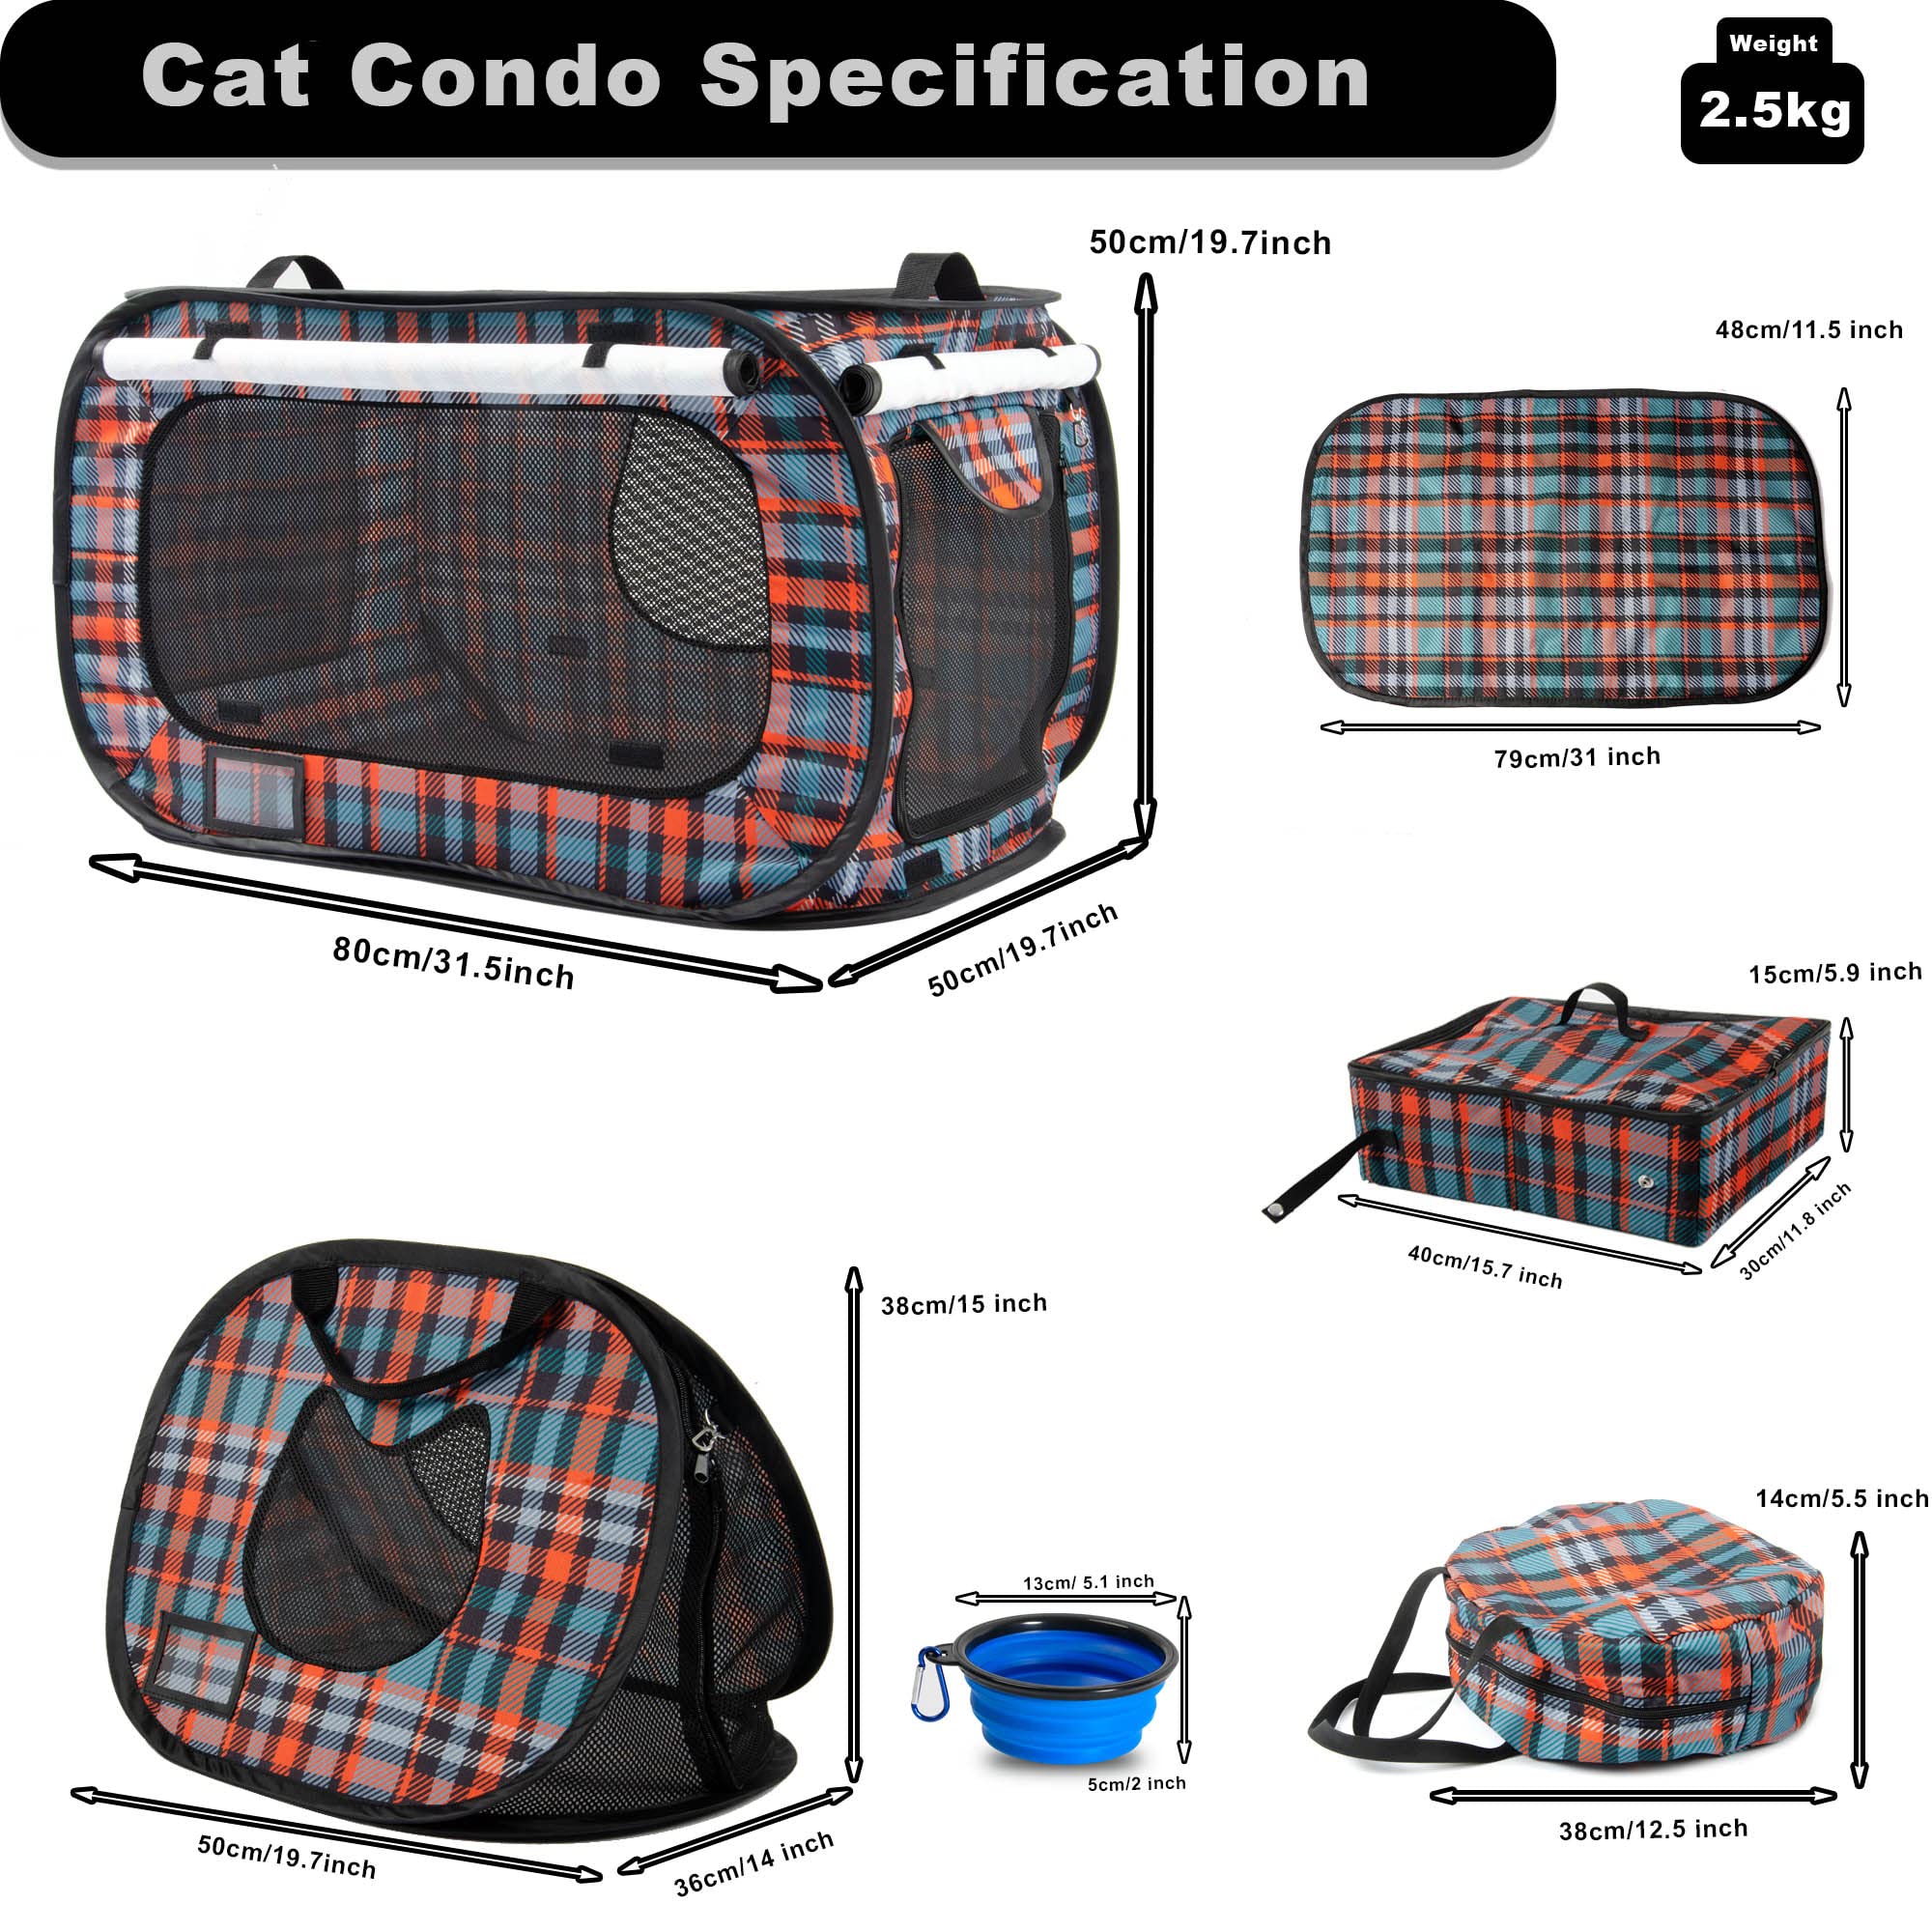 Cat Condo Specification
Weight
2.5kg
50cm/19.7inch
48cm/11.5 inch
79cm/31 inch
80cm/31.5inch
50cm/19.7inch
15cm/5.9 inch
40cm/15.7 inch
30cm/11.8 inch
38cm/15 inch
50cm/19.7inch
36cm/14 inch
13cm/ 5.1 inch
5cm/2 inch
14cm/5.5 inch
38cm/12.5 inch